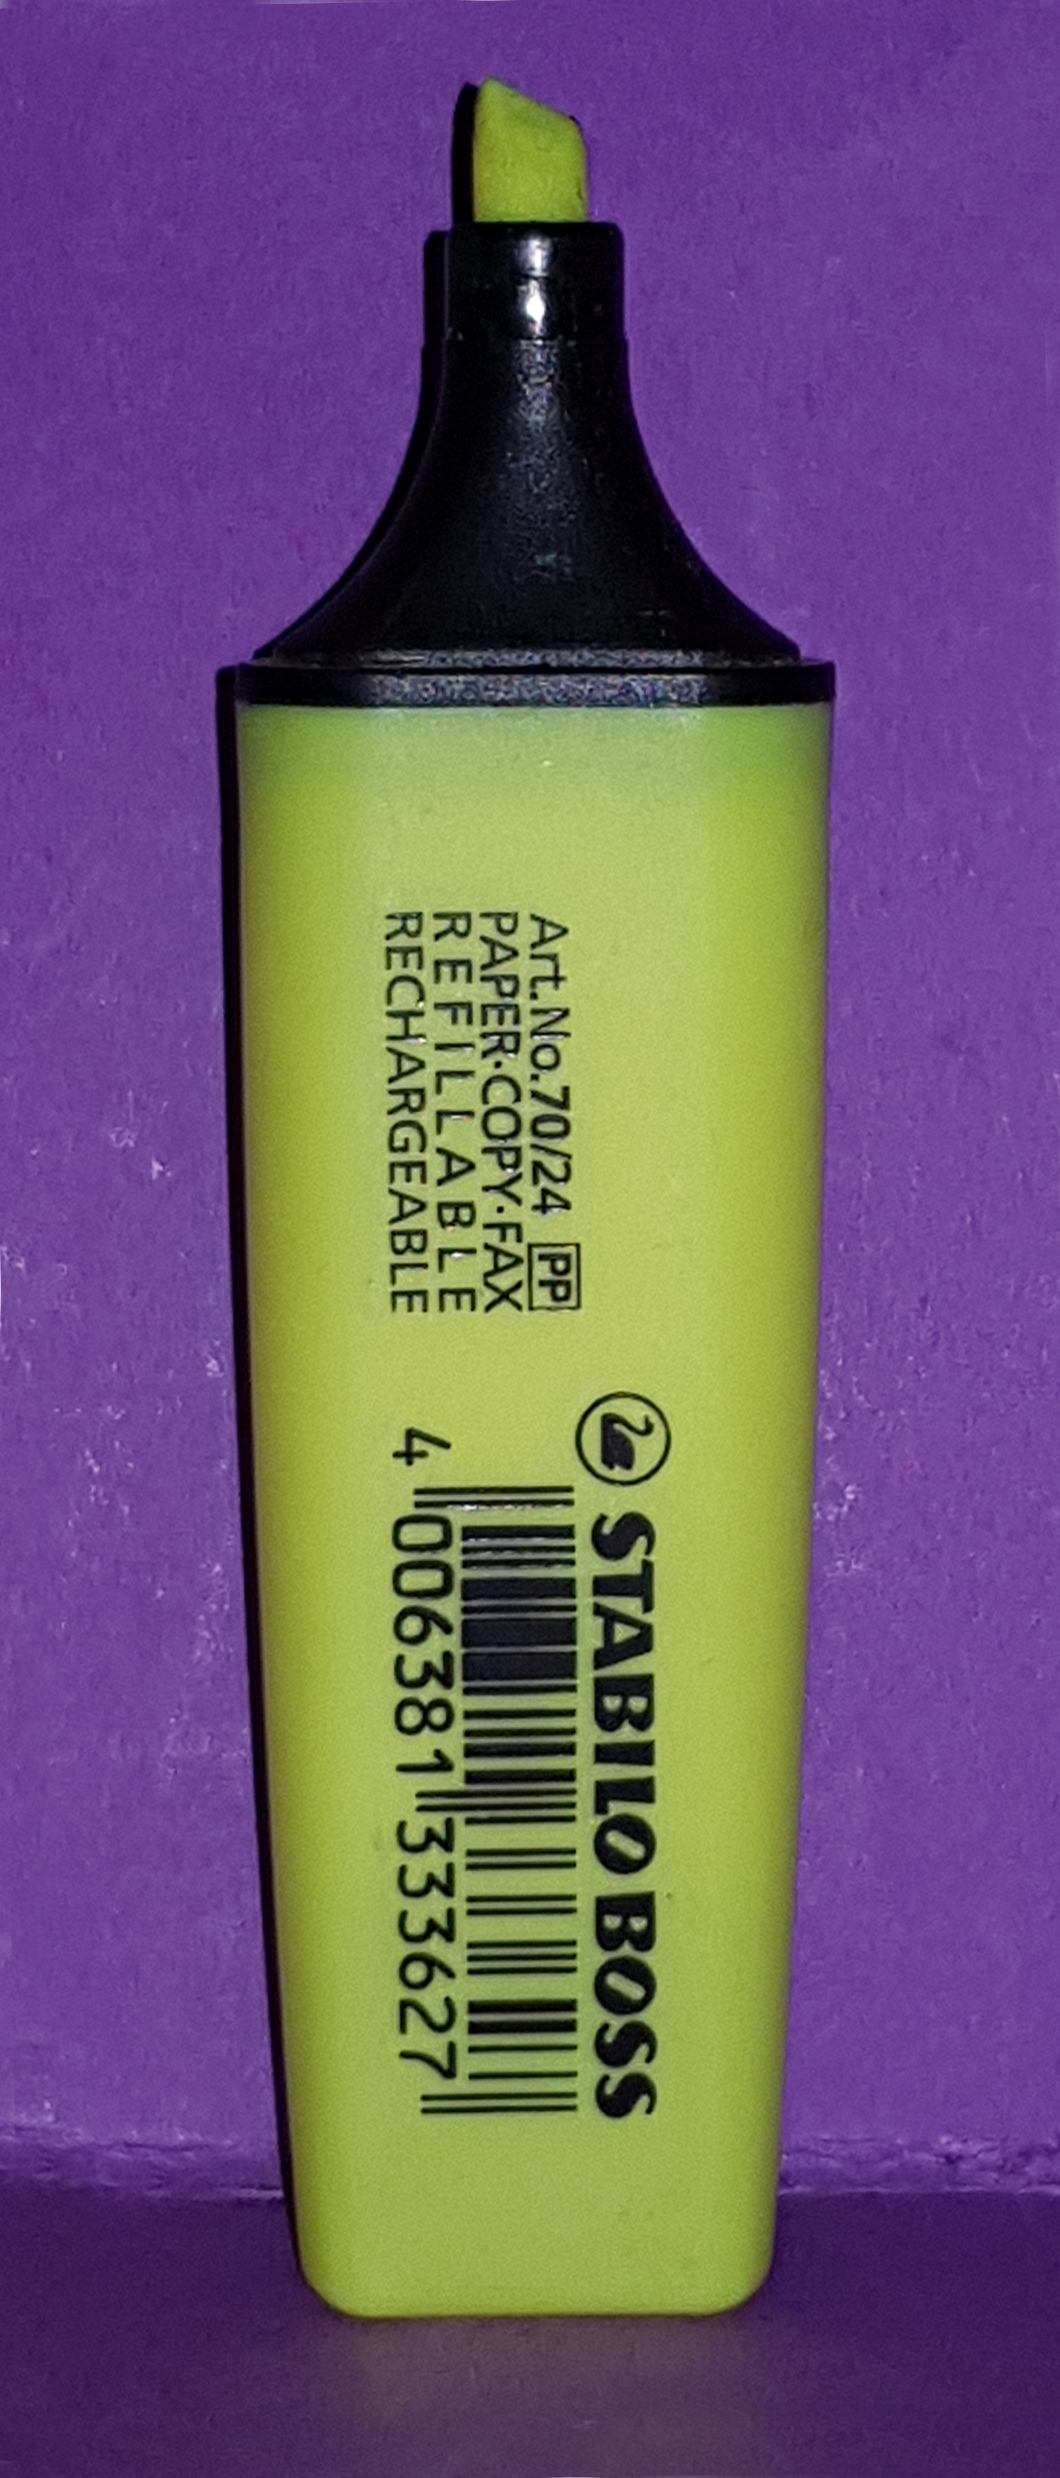 Art.No.70/24 PP
PAPER·COPY·FAX
REFILLABLE
RECHARGEABLE
STABILO BOSS
4 006381 333627